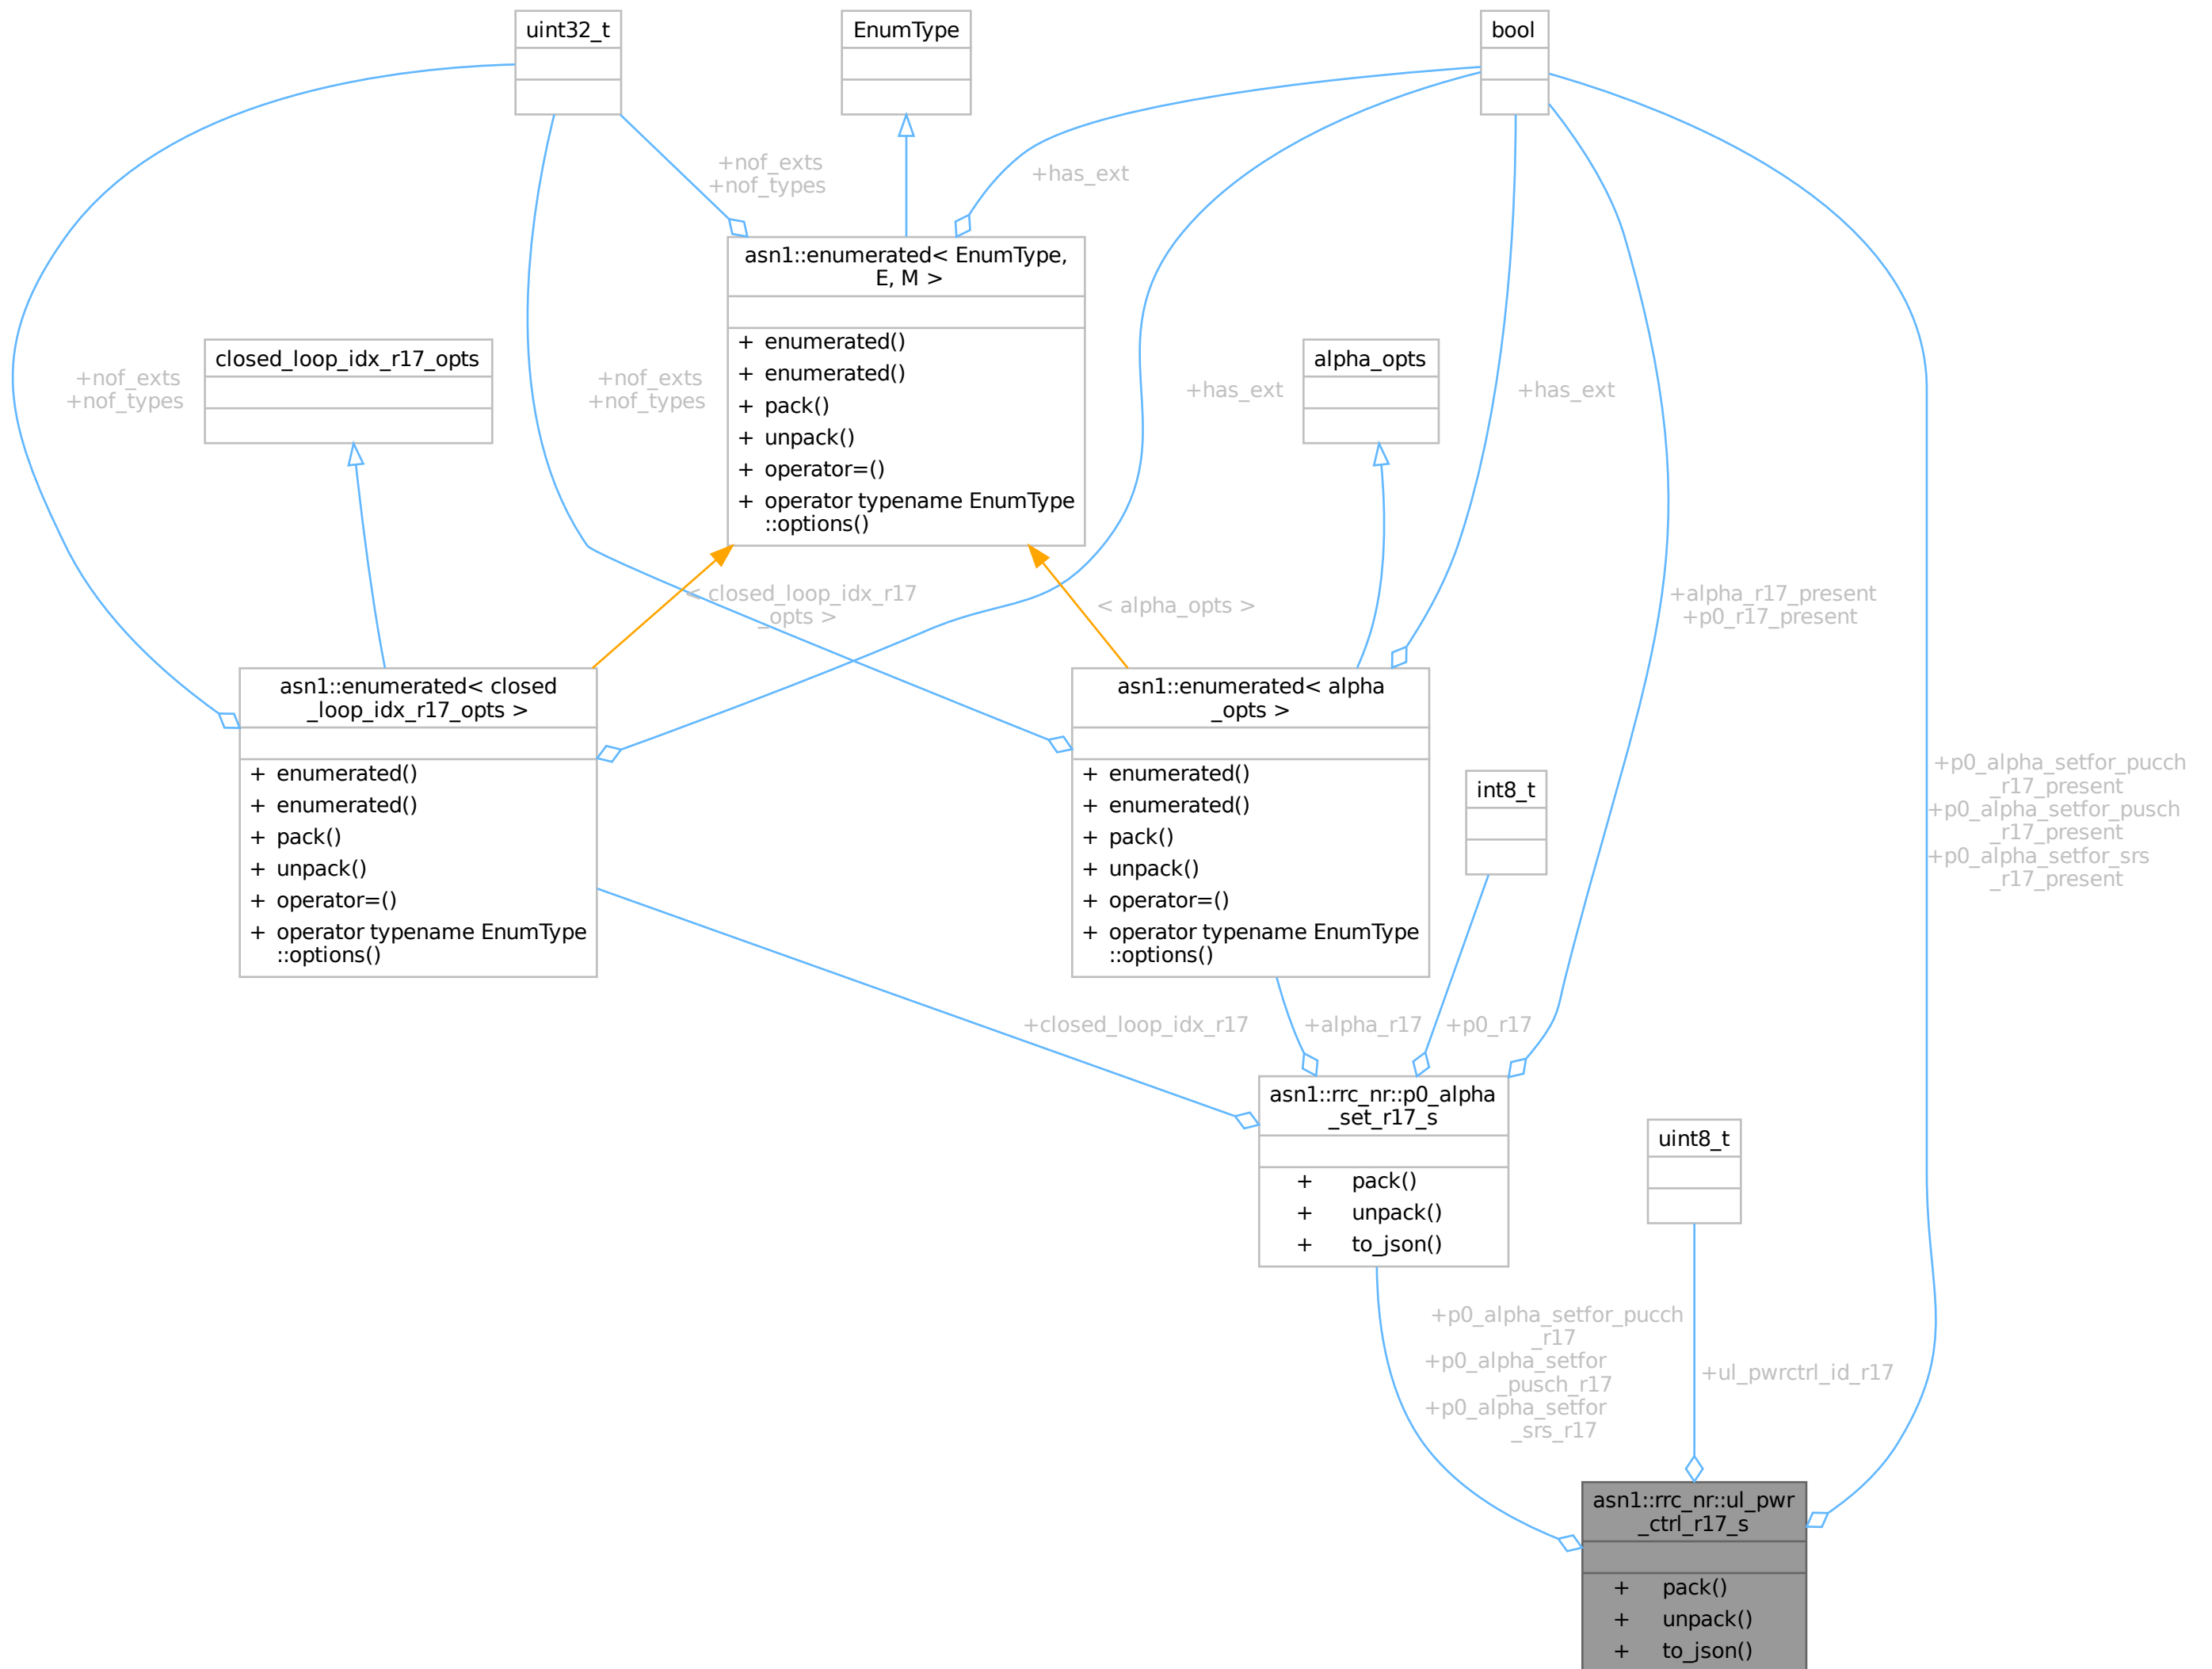 uint32_t
EnumType
bool
+nof_exts
+nof_types
+has_ext
asn1::enumerated< EnumType,
E, M >
+ enumerated()
+ enumerated()
+ pack()
+ unpack()
+ operator=()
+ operator typename EnumType
::options()
closed_loop_idx_r17_opts
alpha_opts
+nof_exts
+nof_types
+nof_exts
+nof_types
+has_ext
+has_ext
< closed_loop_idx_r17
_opts >
< alpha_opts >
+alpha_r17_present
+p0_r17_present
asn1::enumerated< closed
_loop_idx_r17_opts >
+ enumerated()
+ enumerated()
+ pack()
+ unpack()
+ operator=()
+ operator typename EnumType
::options()
asn1::enumerated< alpha
_opts >
+ enumerated()
+ enumerated()
+ pack()
+ unpack()
+ operator=()
+ operator typename EnumType
::options()
int8_t
+p0_alpha_setfor_pucch
_r17_present
+p0_alpha_setfor_pusch
_r17_present
+p0_alpha_setfor_srs
_r17_present
+closed_loop_idx_r17
+alpha_r17
+p0_r17
asn1::rrc_nr::p0_alpha
_set_r17_s
+ pack()
+ unpack()
+ to_json()
uint8_t
+p0_alpha_setfor_pucch
_r17
+p0_alpha_setfor
_pusch_r17
+p0_alpha_setfor
_srs_r17
+ul_pwrctrl_id_r17
asn1::rrc_nr::ul_pwr
_ctrl_r17_s
+ pack()
+ unpack()
+ to_json()